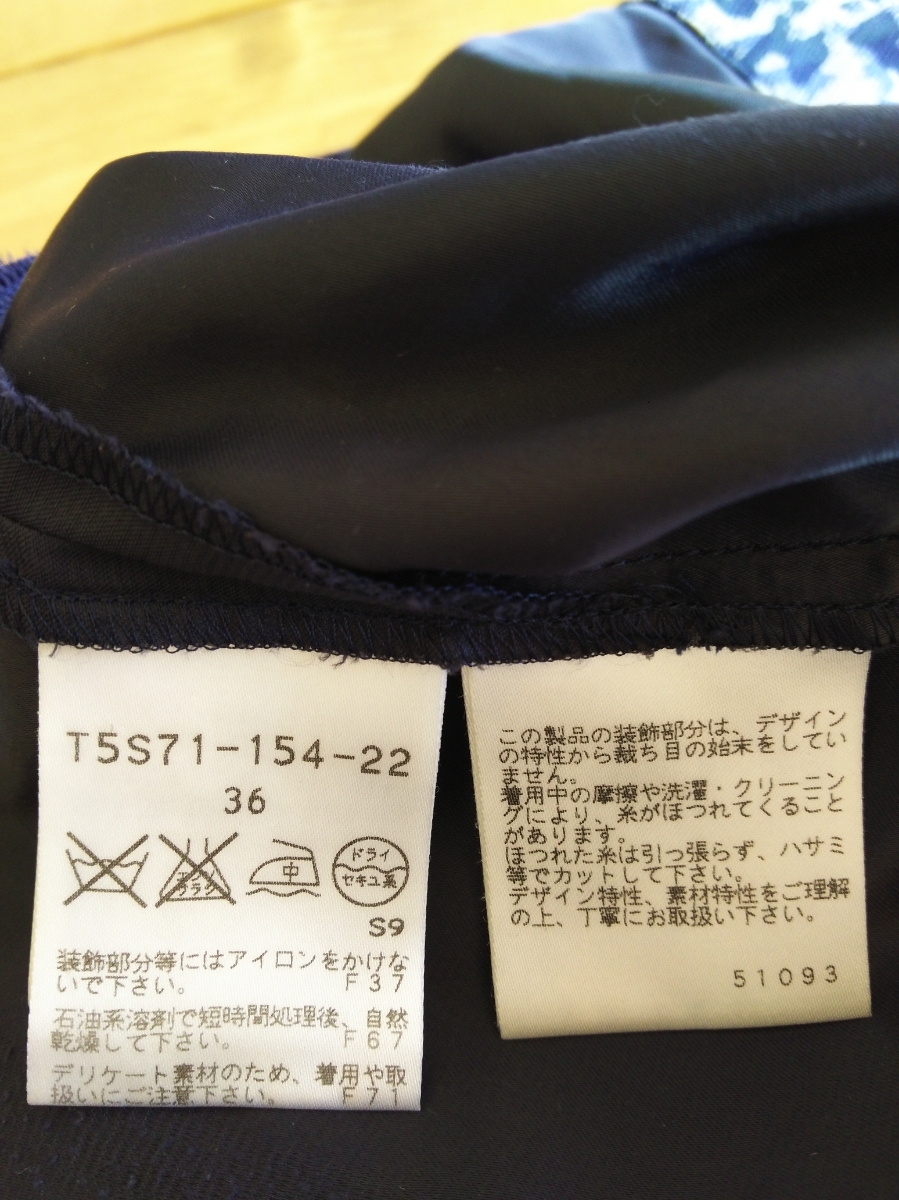 T5S71-154-22
36
エンソ
サラシ
中
ドライ
セキユ系
S9
装飾部分等にはアイロンをかけな
いで下さい。 F37
石油系溶剤で短時間処理後、自然
乾燥して下さい。 F67
デリケート素材のため、着用や取
扱いにご注意下さい。 F71
この製品の装飾部分は、デザイン
の特性から裁ち目の始末をしてい
ません。
着用中の摩擦や洗濯・クリーニン
グにより、糸がほつれてくること
があります。
ほつれた糸は引っ張らず、ハサミ
等でカットして下さい。
デザイン特性、素材特性をご理解
の上、丁寧にお取扱い下さい。
51093